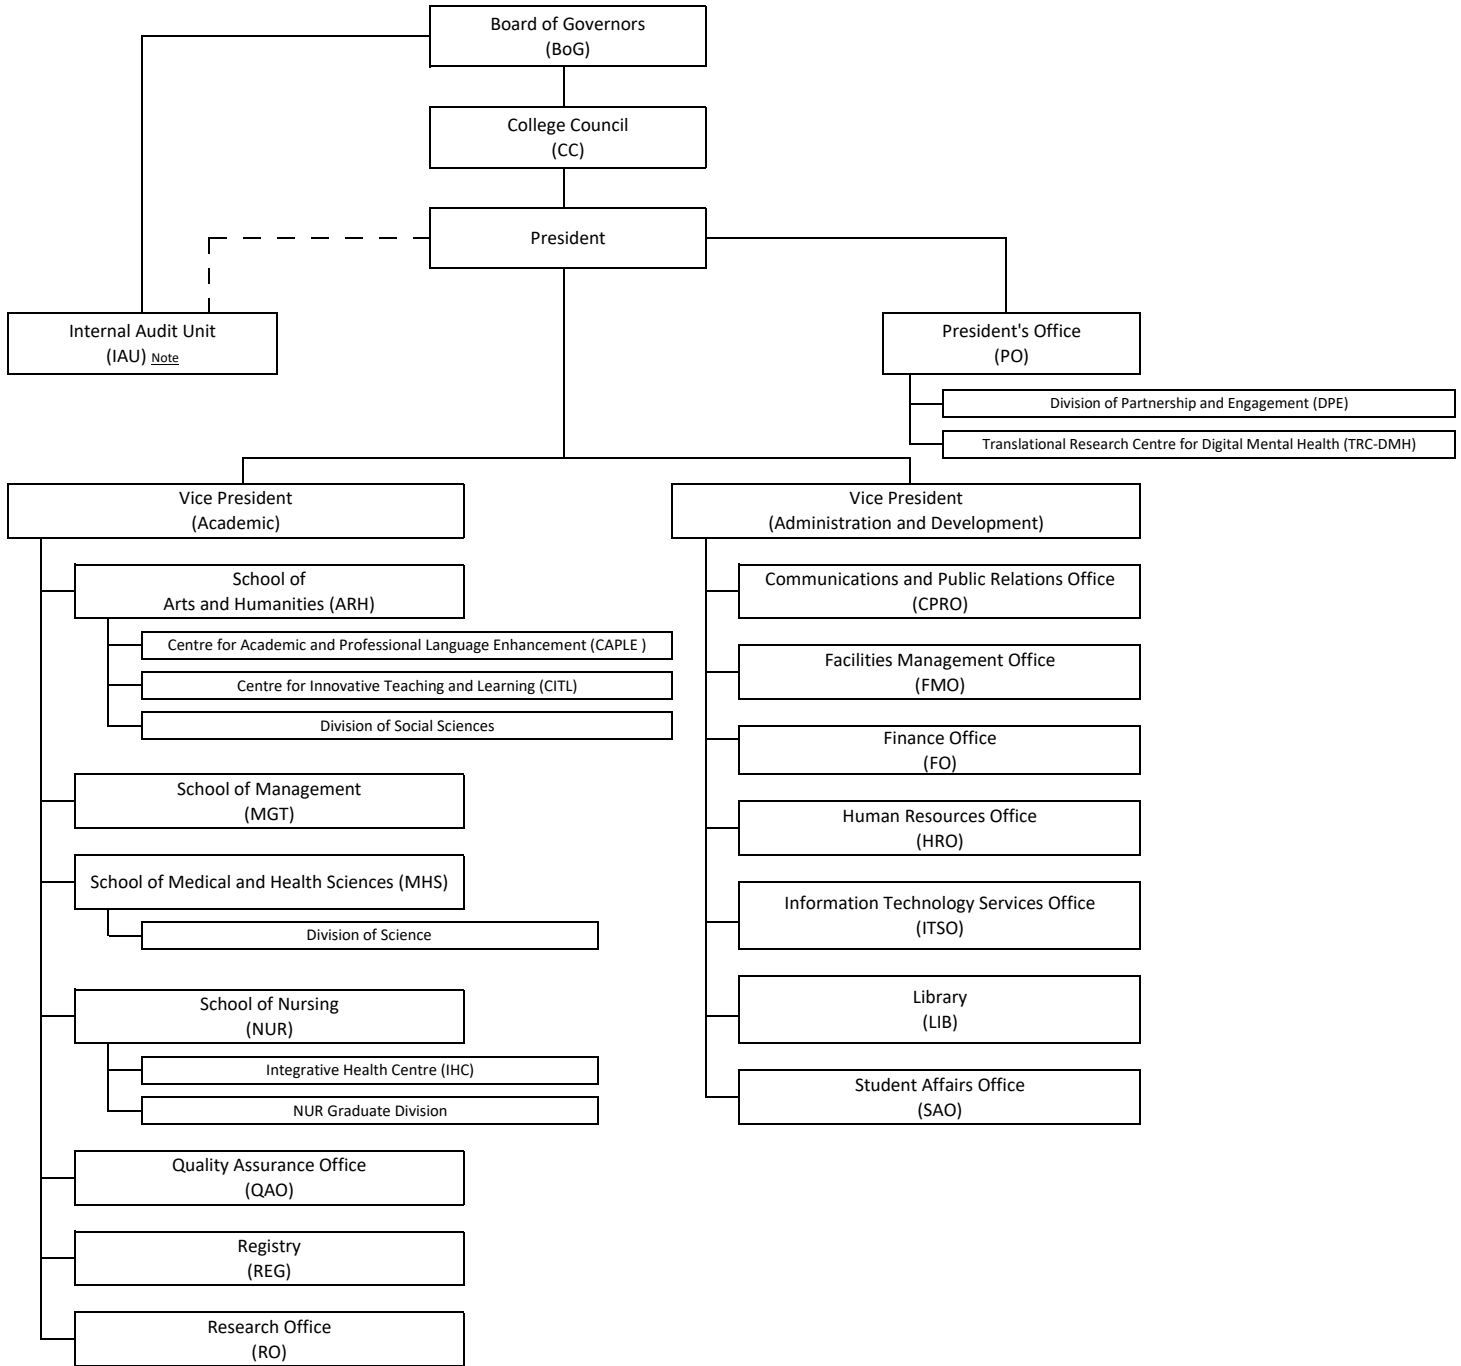 Board of Governors
(BoG)
College Council
(CC)
President
Internal Audit Unit
(IAU) Note
President's Office
(PO)
Division of Partnership and Engagement (DPE)
Translational Research Centre for Digital Mental Health (TRC-DMH)
Vice President
(Academic)
School of
Arts and Humanities (ARH)
Centre for Academic and Professional Language Enhancement (CAPLE )
Centre for Innovative Teaching and Learning (CITL)
Division of Social Sciences
School of Management
(MGT)
School of Medical and Health Sciences (MHS)
Division of Science
School of Nursing
(NUR)
Integrative Health Centre (IHC)
NUR Graduate Division
Quality Assurance Office
(QAO)
Registry
(REG)
Research Office
(RO)
Vice President
(Administration and Development)
Communications and Public Relations Office
(CPRO)
Facilities Management Office
(FMO)
Finance Office
(FO)
Human Resources Office
(HRO)
Information Technology Services Office
(ITSO)
Library
(LIB)
Student Affairs Office
(SAO)